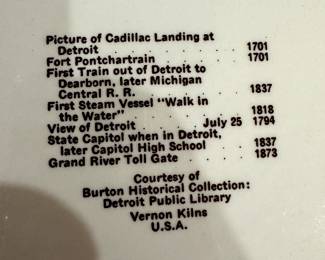 Picture of Cadillac Landing at
Detroit . . . . . . . . . . 1701
Fort Pontchartrain . . . . . 1701
First Train out of Detroit to
Dearborn, later Michigan
Central R. R. . . . . . . . 1837
First Steam Vessel "Walk in
the Water" . . . . . . . . 1818
View of Detroit . . . July 25 1794
State Capitol when in Detroit,
later Capitol High School . . 1837
Grand River Toll Gate . . . . 1873
Courtesy of
Burton Historical Collection:
Detroit Public Library
Vernon Kilns
U.S.A.